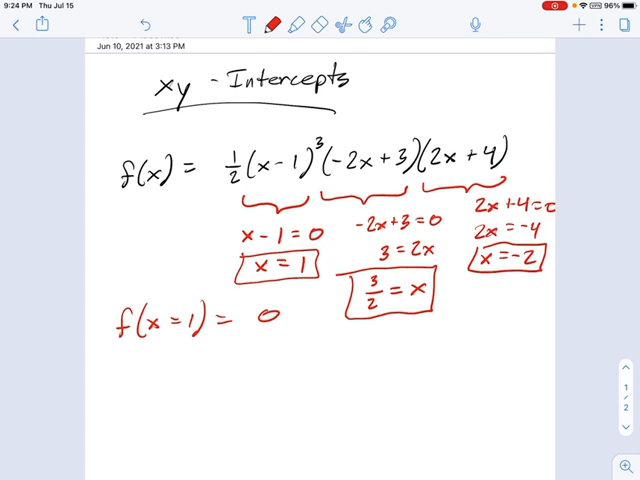 9:24 PM Thu Jul 15 96%
Jun 10, 2021 at 3:13 PM
xy - Intercepts
f(x) = ½(x - 1)³(-2x + 3)(2x + 4)
x - 1 = 0 -2x + 3 = 0 2x + 4 = 0
x = 1 3 = 2x 2x = -4
3/2 = x x = -2
f(x = 1) = 0
1
/
2